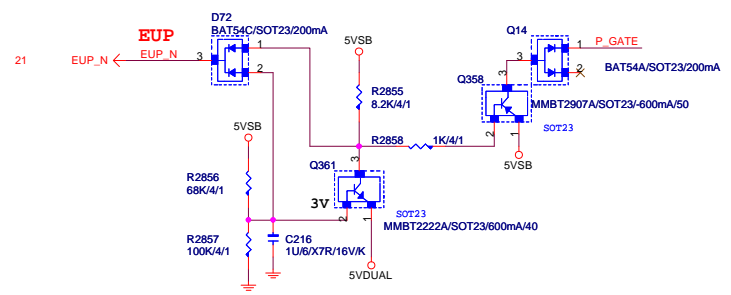 D72
BAT54C/SOT23/200mA
EUP
21
EUP_N
EUP_N
3
1
2
5VSB
R2855
8.2K/4/1
Q14
P_GATE
3
1
2
BAT54A/SOT23/200mA
Q358
3
MMBT2907A/SOT23/-600mA/50
SOT23
2
1
5VSB
R2858
1K/4/1
5VSB
R2856
68K/4/1
Q361
3
3V
2
1
SOT23
MMBT2222A/SOT23/600mA/40
R2857
100K/4/1
C216
1U/6/X7R/16V/K
5VDUAL